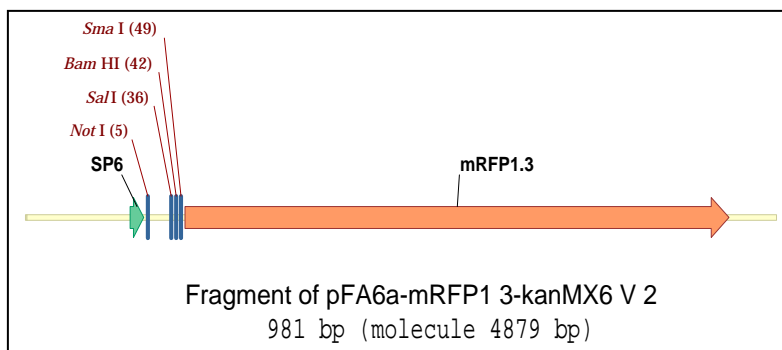 Sma I (49)
Bam HI (42)
Sal I (36)
Not I (5)
SP6
mRFP1.3
Fragment of pFA6a-mRFP1 3-kanMX6 V 2
981 bp (molecule 4879 bp)